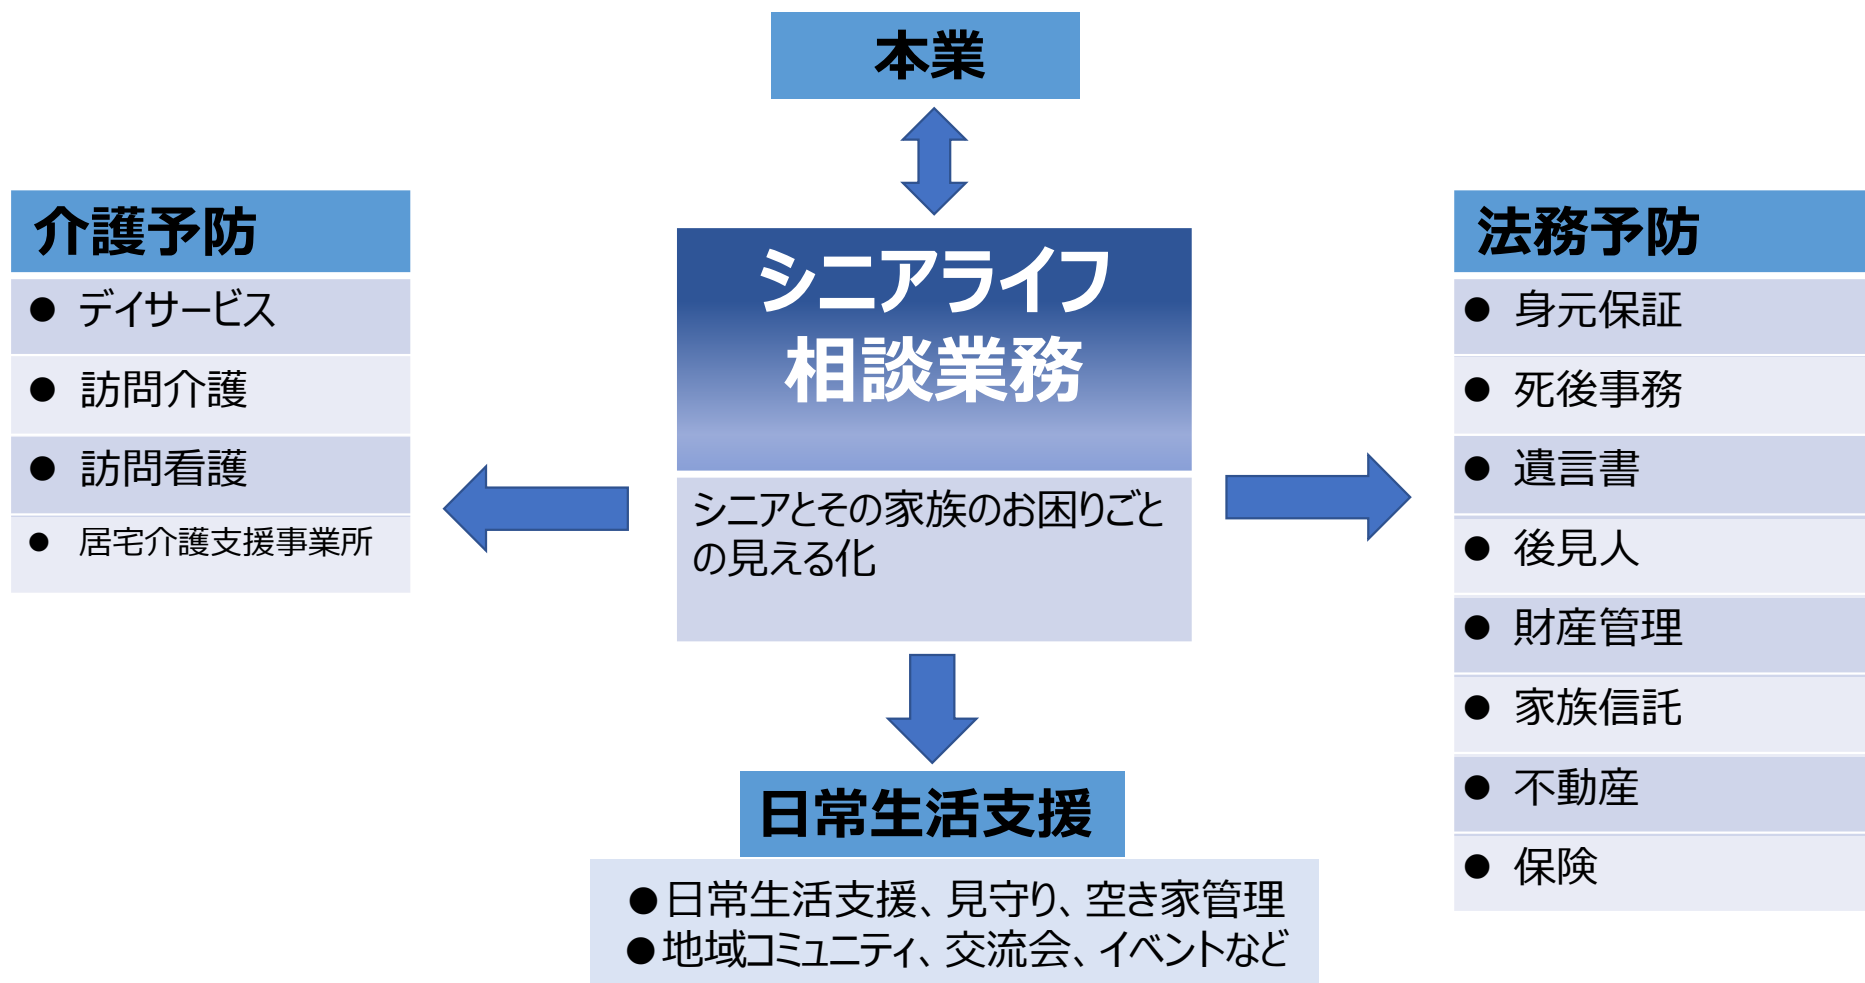 本業
介護予防
● デイサービス
● 訪問介護
● 訪問看護
● 居宅介護支援事業所
シニアライフ
相談業務
シニアとその家族のお困りごと
の見える化
法務予防
● 身元保証
● 死後事務
● 遺言書
● 後見人
● 財産管理
● 家族信託
● 不動産
● 保険
日常生活支援
●日常生活支援、見守り、空き家管理
●地域コミュニティ、交流会、イベントなど